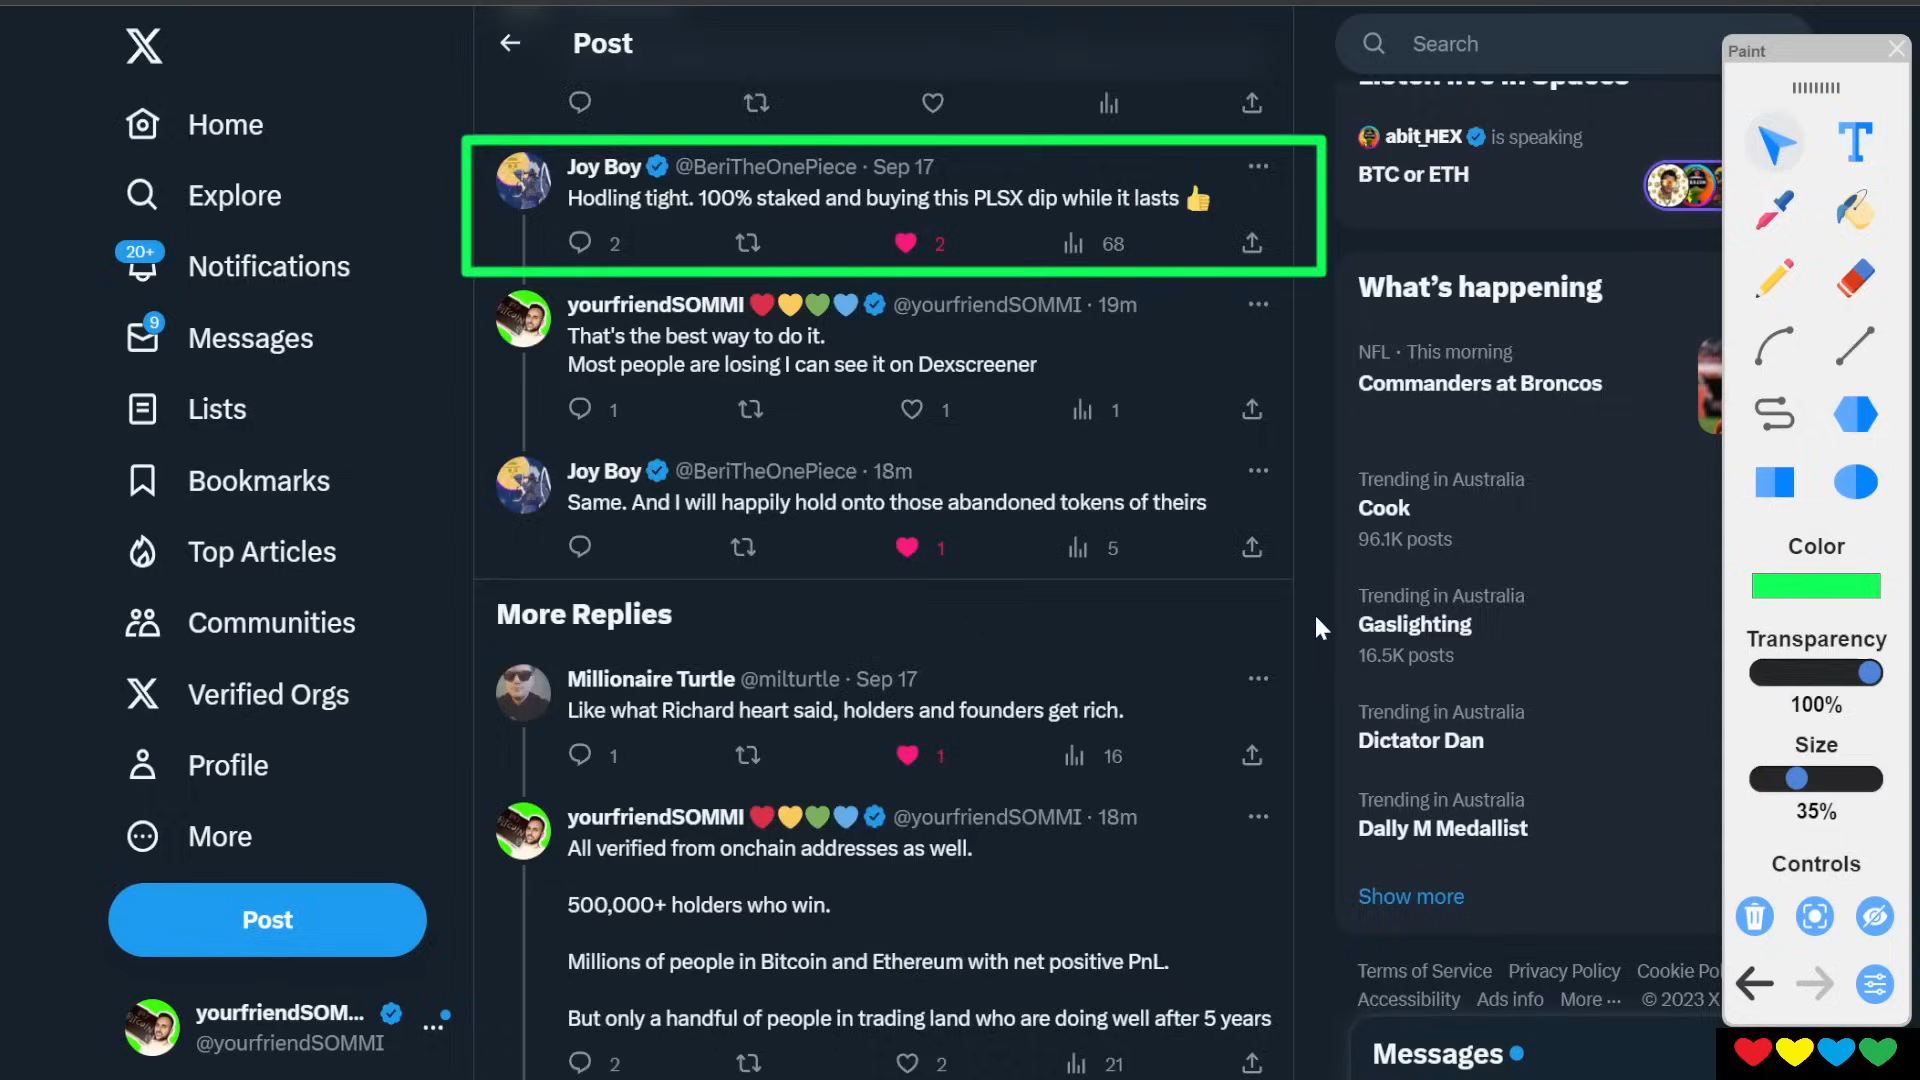 Post
Search
Paint
Home
Listen live in Spaces
abit_HEX is speaking
BTC or ETH
Joy Boy @BeriTheOnePiece · Sep 17
Hodling tight. 100% staked and buying this PLSX dip while it lasts 👍
2 2 68
Explore
20+
Notifications
What's happening
yourfriendSOMMI ❤️💛💚💙 @yourfriendSOMMI · 19m
That's the best way to do it.
Most people are losing I can see it on Dexscreener
1 1 1
9
Messages
NFL · This morning
Commanders at Broncos
Lists
Joy Boy @BeriTheOnePiece · 18m
Same. And I will happily hold onto those abandoned tokens of theirs
1 5
Bookmarks
Trending in Australia
Cook
96.1K posts
Top Articles
Color
More Replies
Trending in Australia
Gaslighting
16.5K posts
Communities
Transparency
100%
Millionaire Turtle @milturtle · Sep 17
Like what Richard heart said, holders and founders get rich.
1 1 16
Verified Orgs
Trending in Australia
Dictator Dan
Size
35%
Profile
yourfriendSOMMI ❤️💛💚💙 @yourfriendSOMMI · 18m
All verified from onchain addresses as well.
500,000+ holders who win.
Millions of people in Bitcoin and Ethereum with net positive PnL.
But only a handful of people in trading land who are doing well after 5 years
2 2 21
Trending in Australia
Dally M Medallist
More
Controls
Show more
Post
Terms of Service Privacy Policy Cookie
Accessibility Ads info More ··· © 2023 X
yourfriendSOM...
@yourfriendSOMMI
Messages